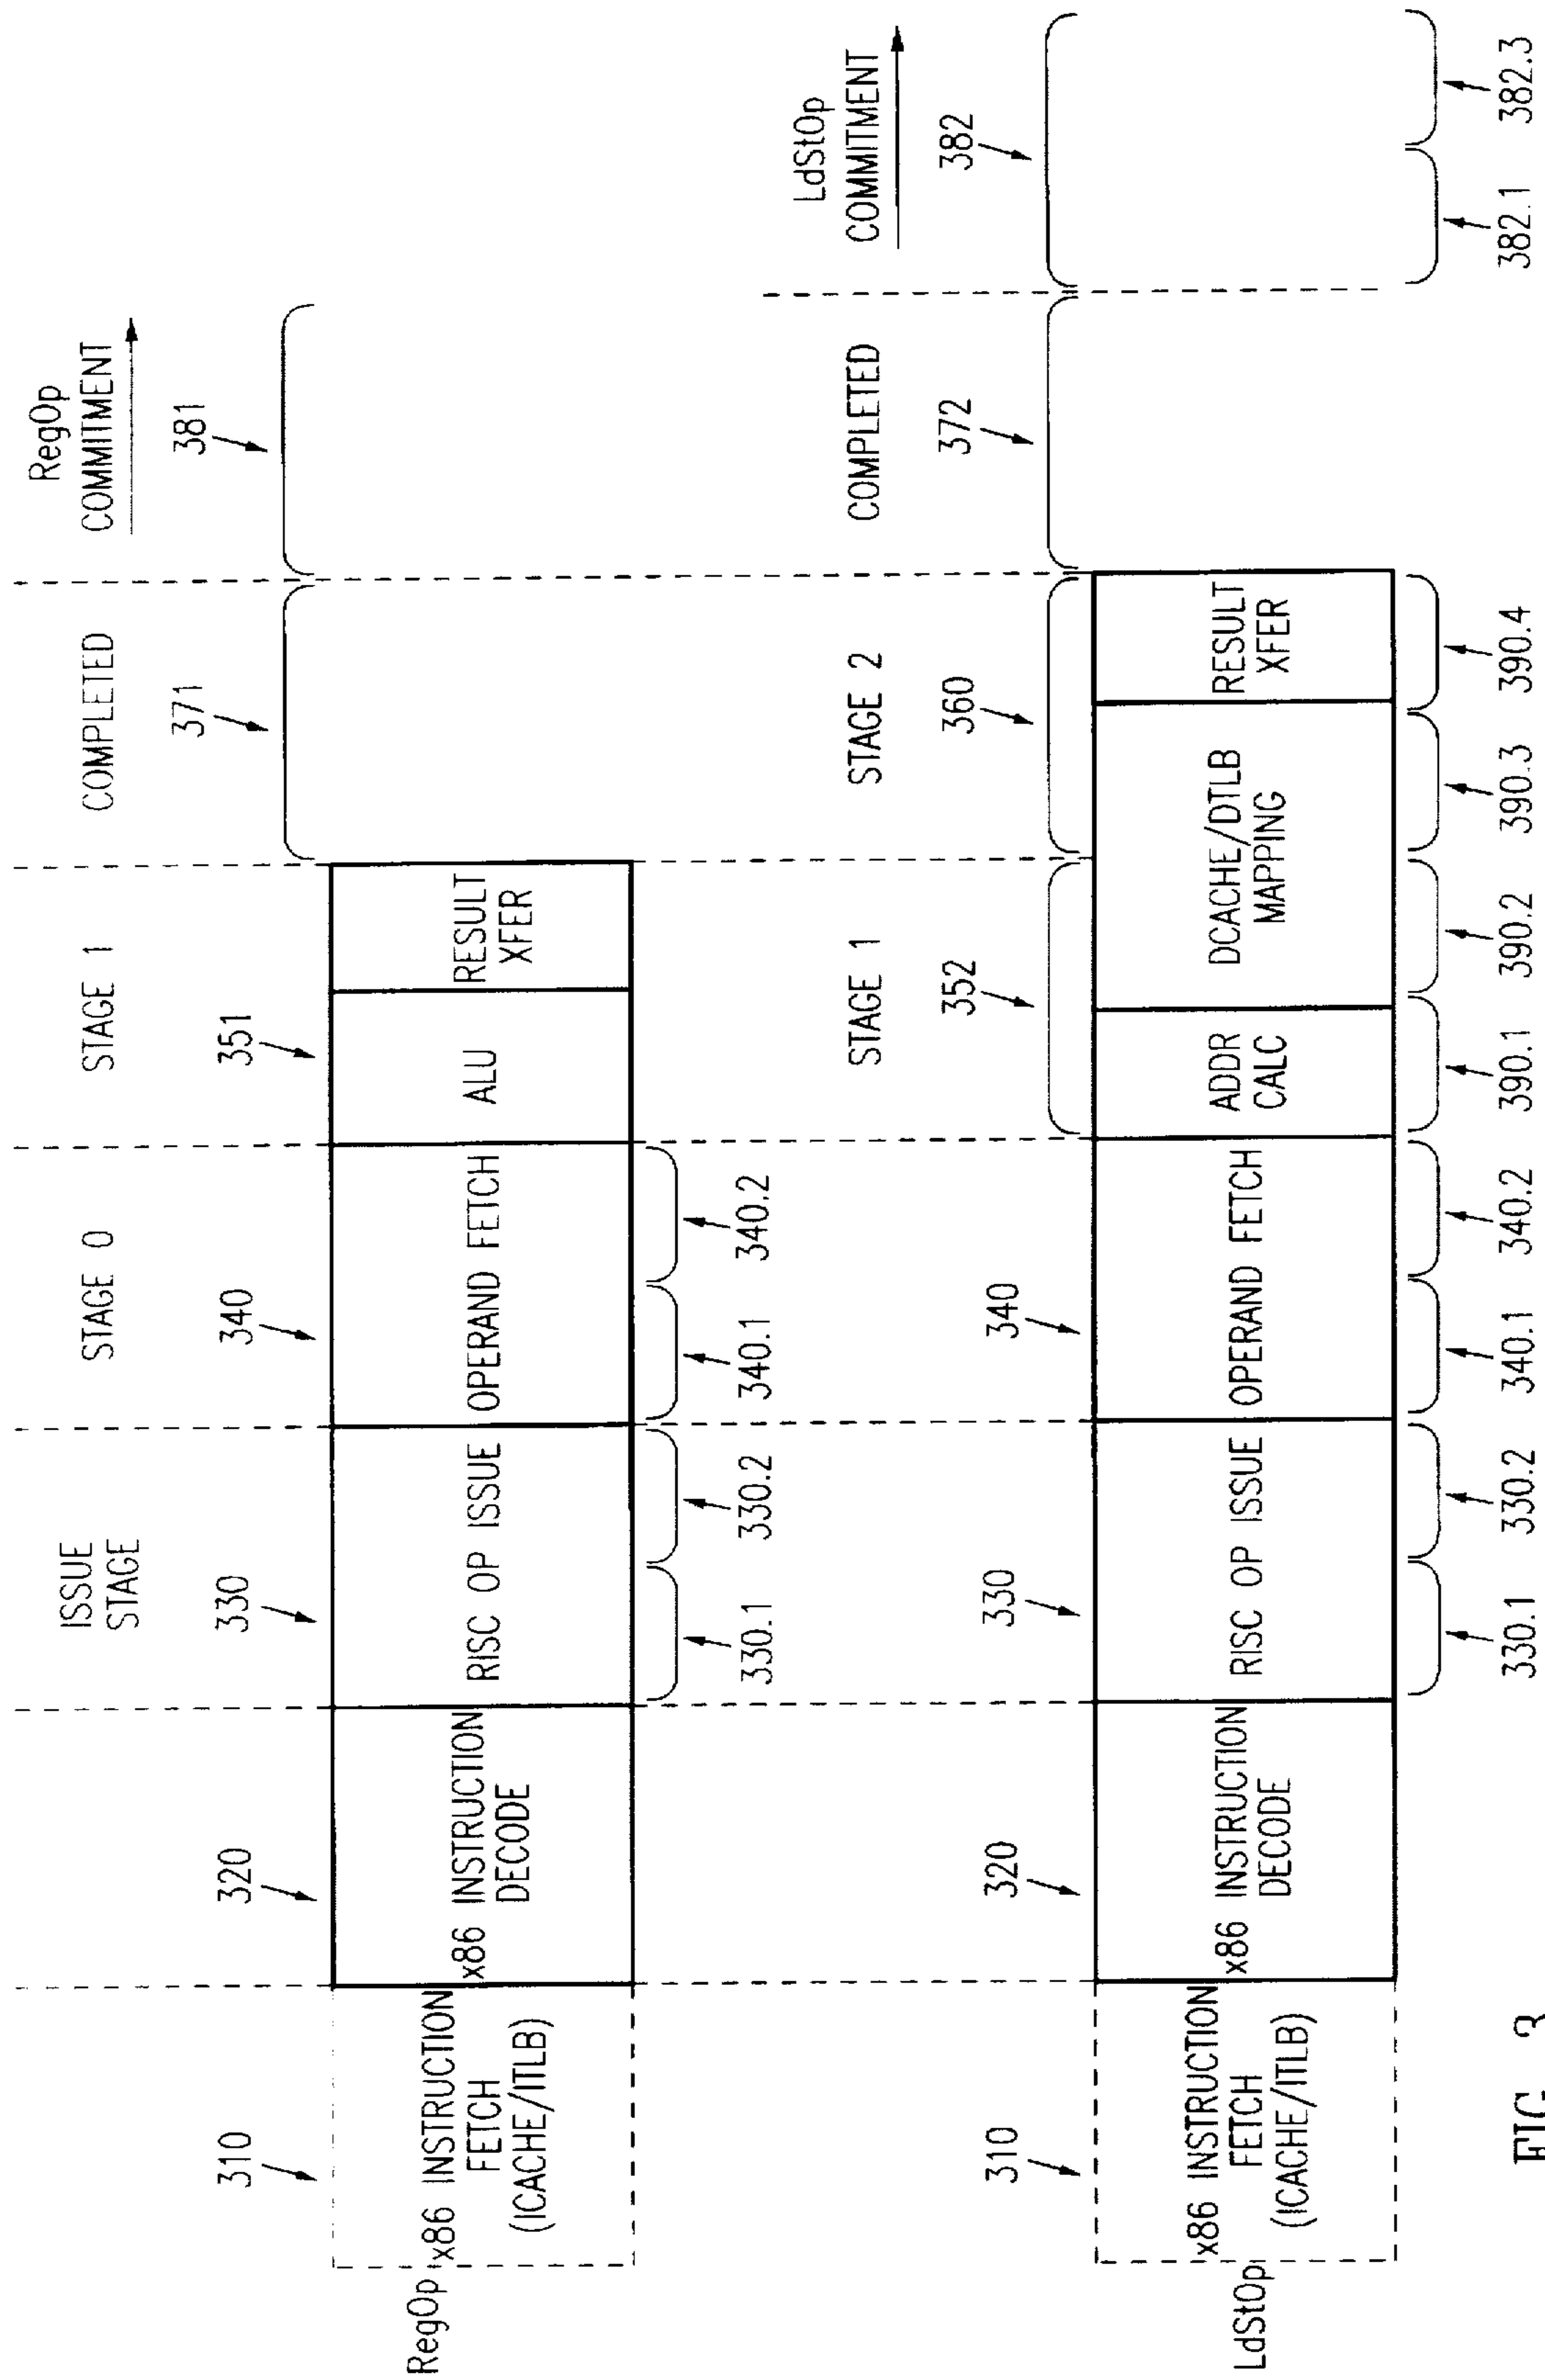 RegOp
COMMITMENT
ISSUE
STAGE
STAGE 0
STAGE 1
COMPLETED
310
320
330
340
351
371
381
RegOp
x86 INSTRUCTION
FETCH
(ICACHE/ITLB)
x86 INSTRUCTION
DECODE
RISC OP ISSUE
OPERAND FETCH
ALU
RESULT
XFER
330.1
330.2
340.1
340.2
LdStOp
COMMITMENT
STAGE 1
STAGE 2
COMPLETED
310
320
330
340
352
360
372
382
LdStOp
x86 INSTRUCTION
FETCH
(ICACHE/ITLB)
x86 INSTRUCTION
DECODE
RISC OP ISSUE
OPERAND FETCH
ADDR
CALC
DCACHE/DTLB
MAPPING
RESULT
XFER
330.1
330.2
340.1
340.2
390.1
390.2
390.3
390.4
382.1
382.3
FIG. 3